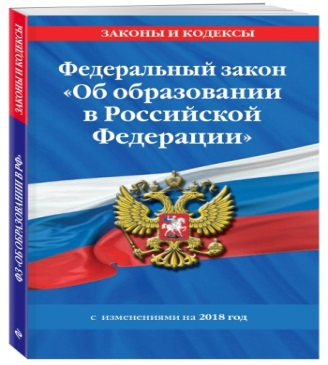 ЗАКОНЫ И КОДЕКСЫ
Федеральный закон
«Об образовании
в Российской
Федерации»
с изменениями на 2018 год
ЗАКОНЫ И КОДЕКСЫ
ФЗ «ОБ ОБРАЗОВАНИИ В РФ»